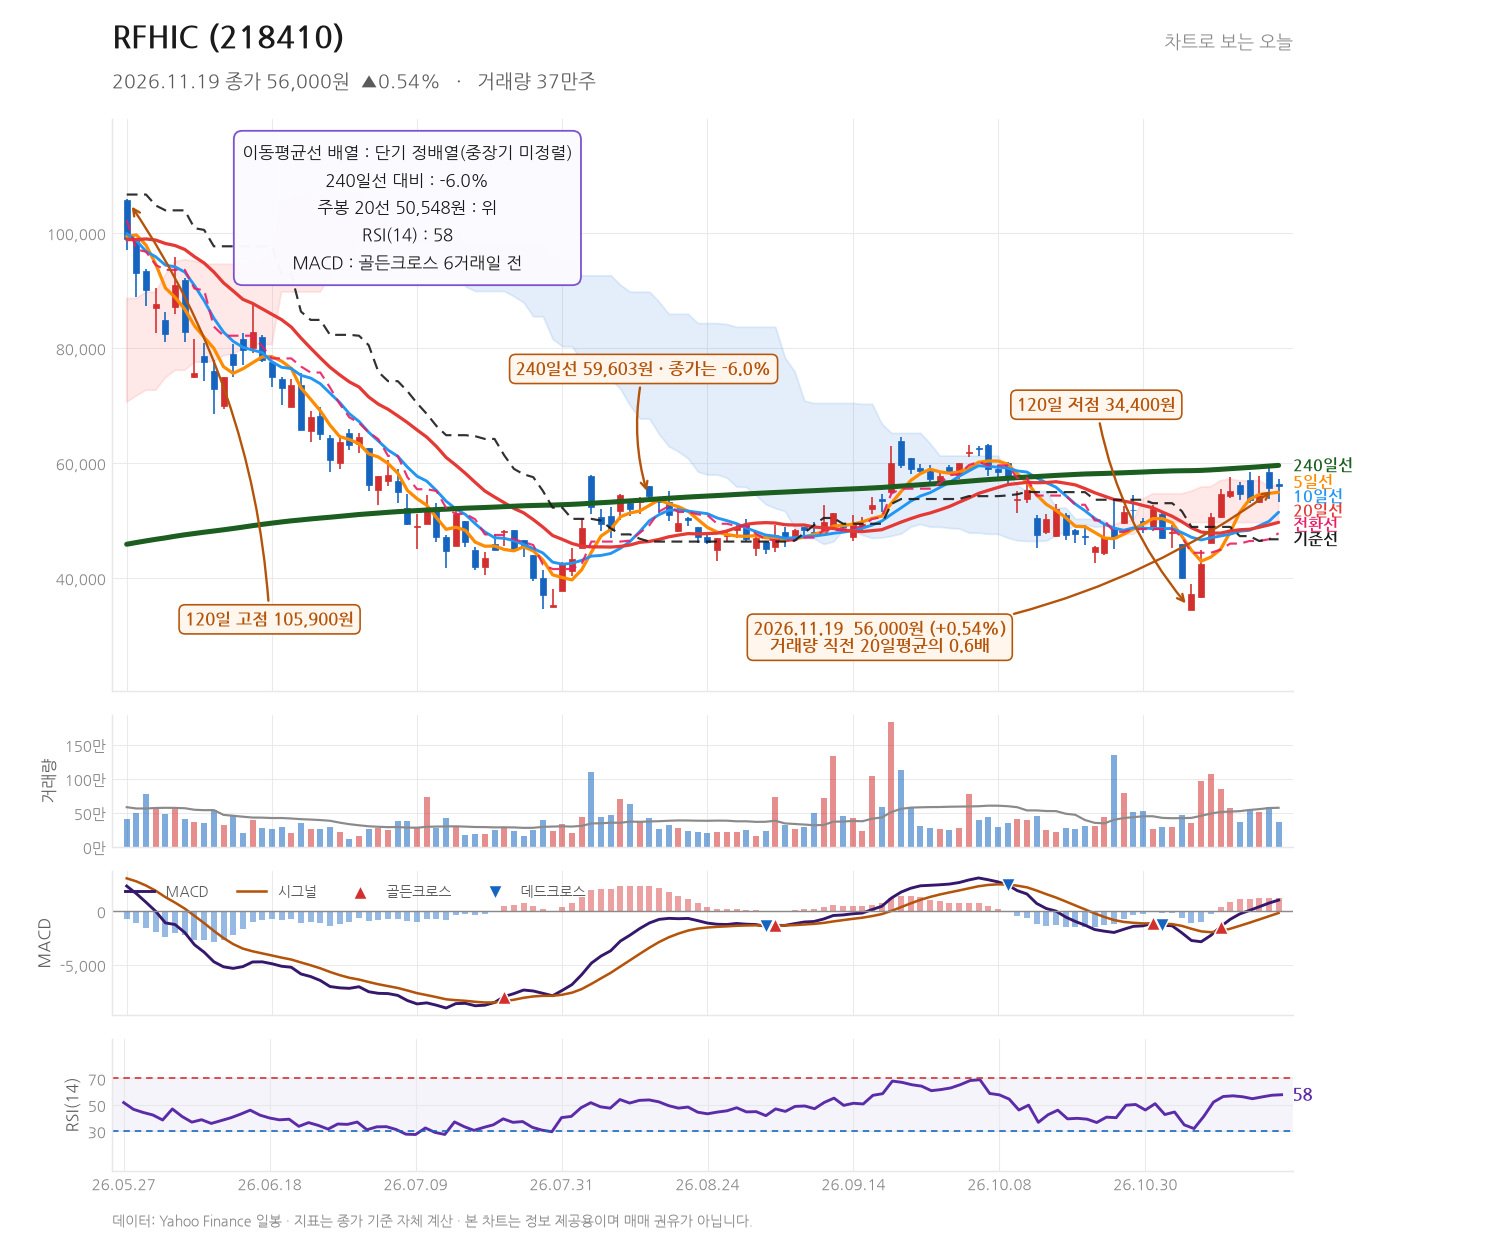 RFHIC (218410)
차트로 보는 오늘
2026.11.19 종가 56,000원 ▲0.54% · 거래량 37만주
이동평균선 배열 : 단기 정배열(중장기 미정렬)
240일선 대비 : -6.0%
주봉 20선 50,548원 : 위
RSI(14) : 58
MACD : 골든크로스 6거래일 전
100,000
80,000
60,000
40,000
240일선 59,603원 · 종가는 -6.0%
120일 저점 34,400원
120일 고점 105,900원
2026.11.19 56,000원 (+0.54%)
거래량 직전 20일평균의 0.6배
240일선
5일선
10일선
20일선
전환선
기준선
거래량
150만
100만
50만
0만
MACD
MACD
시그널
골든크로스
데드크로스
0
-5,000
RSI(14)
70
50
30
58
26.05.27
26.06.18
26.07.09
26.07.31
26.08.24
26.09.14
26.10.08
26.10.30
데이터: Yahoo Finance 일봉 · 지표는 종가 기준 자체 계산 · 본 차트는 정보 제공용이며 매매 권유가 아닙니다.